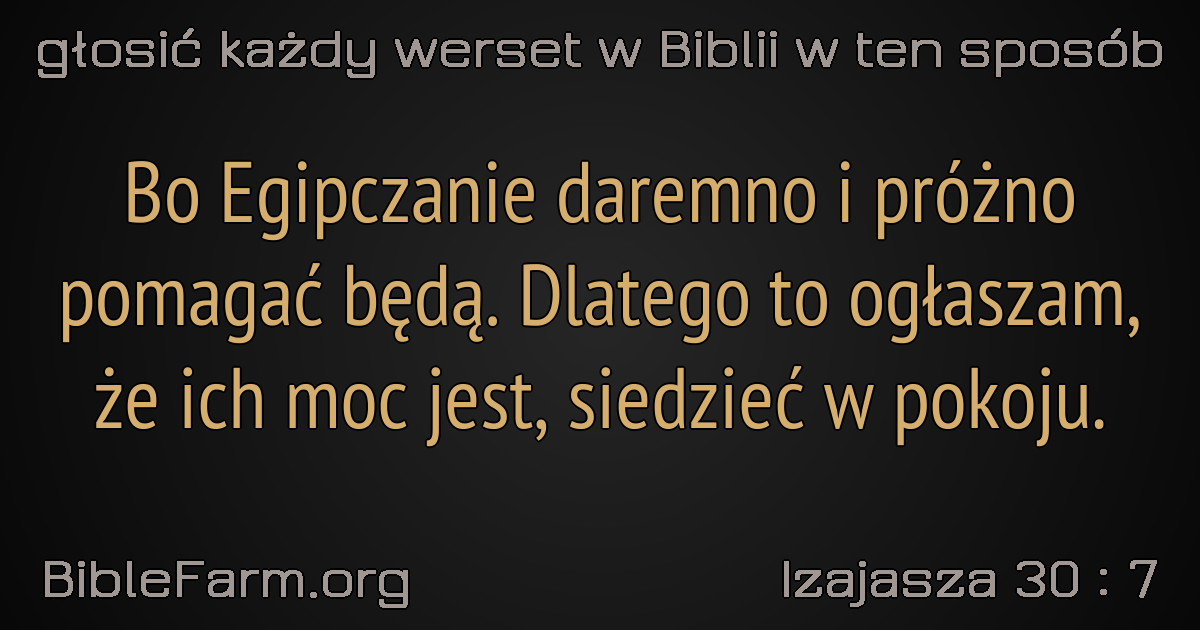 głosić każdy werset w Biblii w ten sposób
Bo Egipczanie daremno i próżno
pomagać będą. Dlatego to ogłaszam,
że ich moc jest, siedzieć w pokoju.
BibleFarm.org
Izajasza 30 : 7